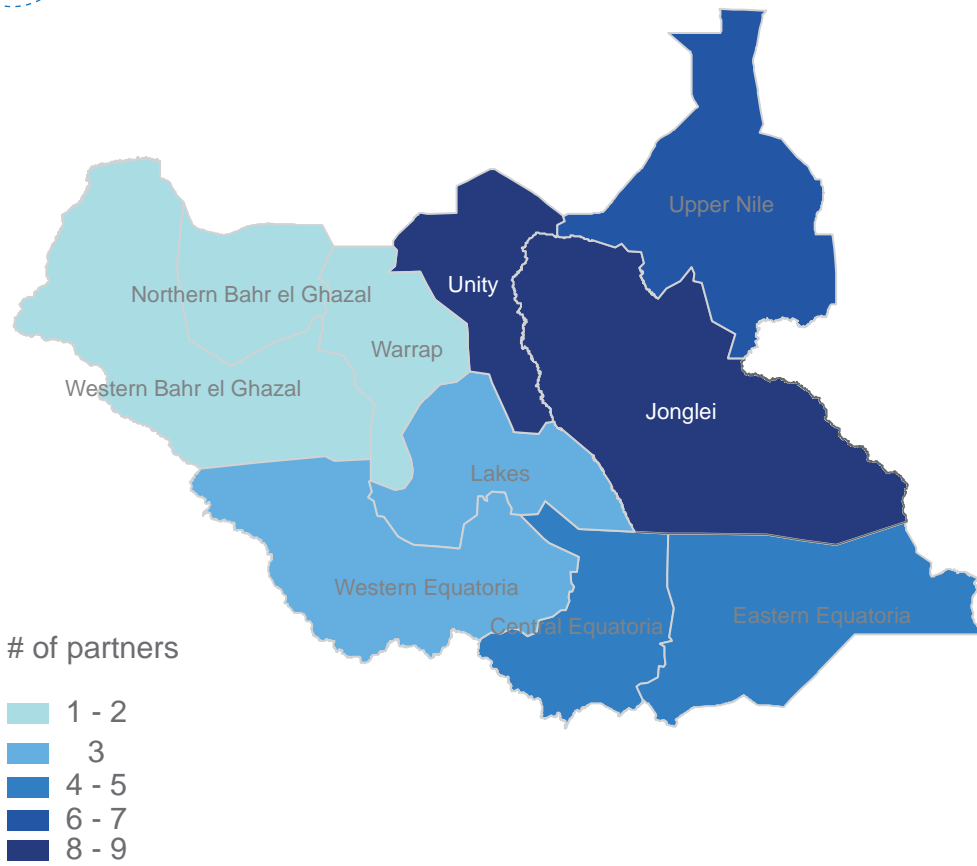 Upper Nile
Unity
Northern Bahr el Ghazal
Warrap
Western Bahr el Ghazal
Jonglei
Lakes
Western Equatoria
Eastern Equatoria
Central Equatoria
# of partners
1 - 2
3
4 - 5
6 - 7
8 - 9